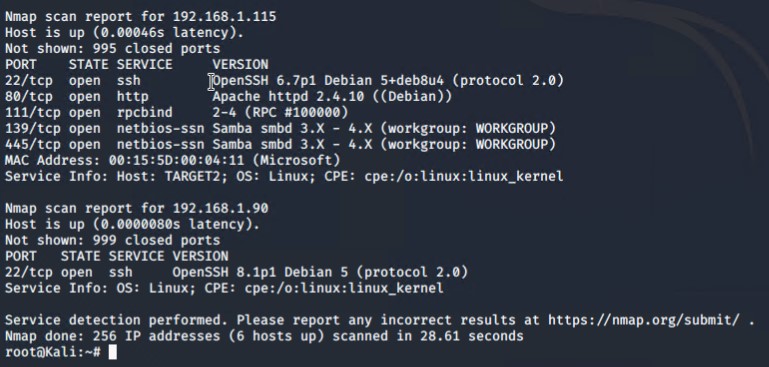 Nmap scan report for 192.168.1.115
Host is up (0.00046s latency).
Not shown: 995 closed ports
PORT    STATE SERVICE     VERSION
22/tcp  open  ssh         OpenSSH 6.7p1 Debian 5+deb8u4 (protocol 2.0)
80/tcp  open  http        Apache httpd 2.4.10 ((Debian))
111/tcp open  rpcbind     2-4 (RPC #100000)
139/tcp open  netbios-ssn Samba smbd 3.X - 4.X (workgroup: WORKGROUP)
445/tcp open  netbios-ssn Samba smbd 3.X - 4.X (workgroup: WORKGROUP)
MAC Address: 00:15:5D:00:04:11 (Microsoft)
Service Info: Host: TARGET2; OS: Linux; CPE: cpe:/o:linux:linux_kernel
Nmap scan report for 192.168.1.90
Host is up (0.0000080s latency).
Not shown: 999 closed ports
PORT   STATE SERVICE VERSION
22/tcp open  ssh     OpenSSH 8.1p1 Debian 5 (protocol 2.0)
Service Info: OS: Linux; CPE: cpe:/o:linux:linux_kernel
Service detection performed. Please report any incorrect results at https://nmap.org/submit/ .
Nmap done: 256 IP addresses (6 hosts up) scanned in 28.61 seconds
root@Kali:~#